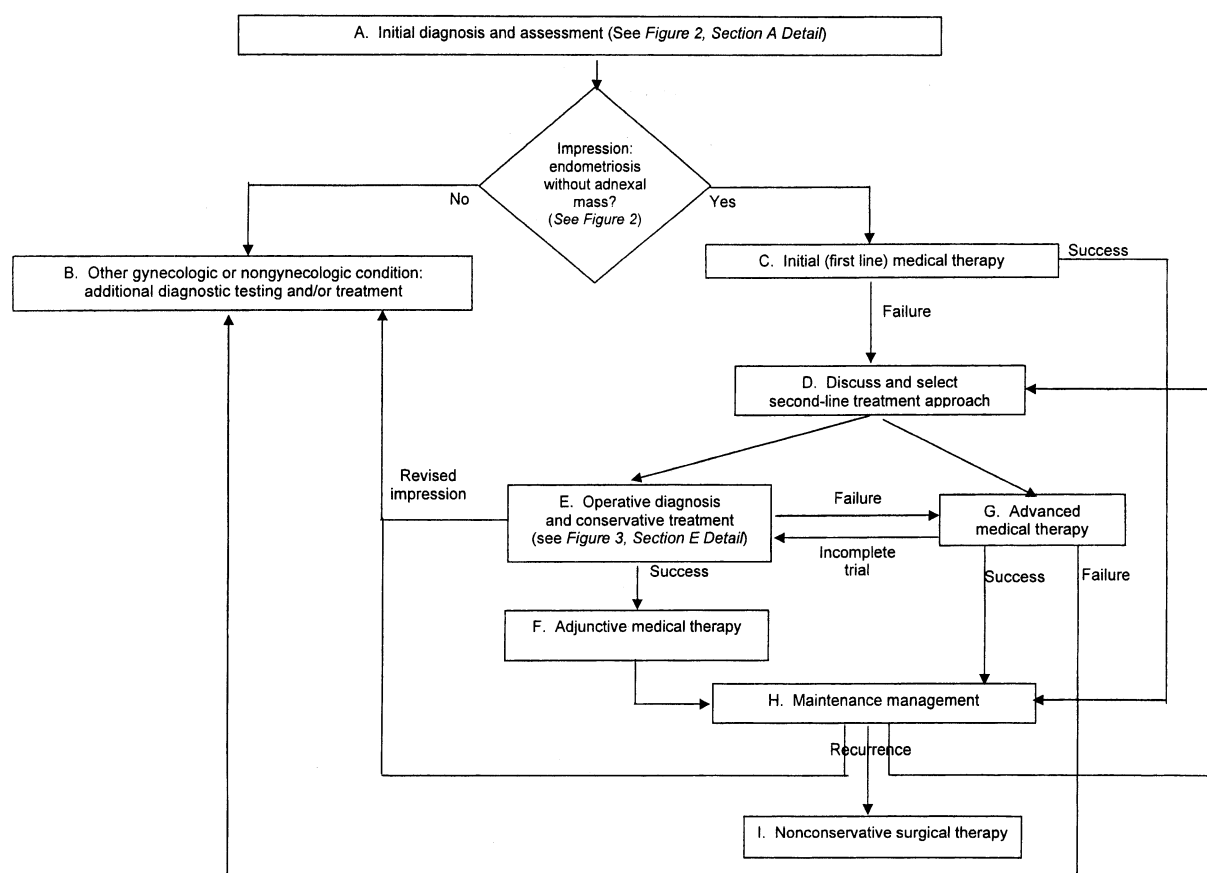 A. Initial diagnosis and assessment (See Figure 2, Section A Detail)
Impression:
endometriosis
without adnexal
mass?
(See Figure 2)
No
Yes
B. Other gynecologic or nongynecologic condition:
additional diagnostic testing and/or treatment
C. Initial (first line) medical therapy
Success
Failure
D. Discuss and select
second-line treatment approach
Revised
impression
E. Operative diagnosis
and conservative treatment
(see Figure 3, Section E Detail)
Failure
Incomplete
trial
G. Advanced
medical therapy
Success
Success
Failure
F. Adjunctive medical therapy
H. Maintenance management
Recurrence
I. Nonconservative surgical therapy